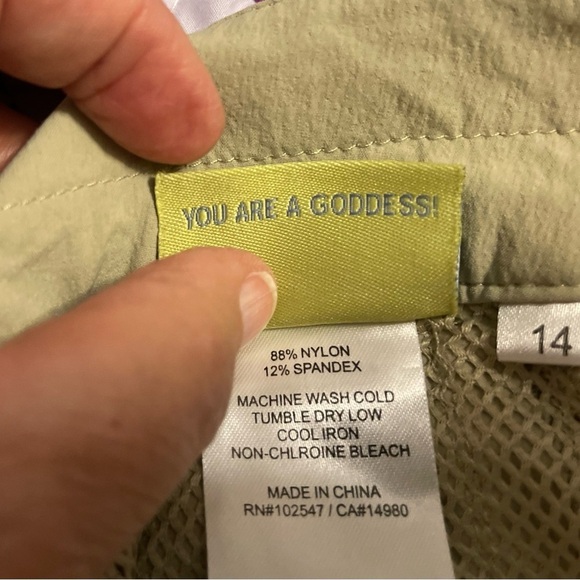 YOU ARE A GODDESS!
88% NYLON
12% SPANDEX
14
MACHINE WASH COLD
TUMBLE DRY LOW
COOL IRON
NON-CHLROINE BLEACH
MADE IN CHINA
RN#102547 / CA#14980